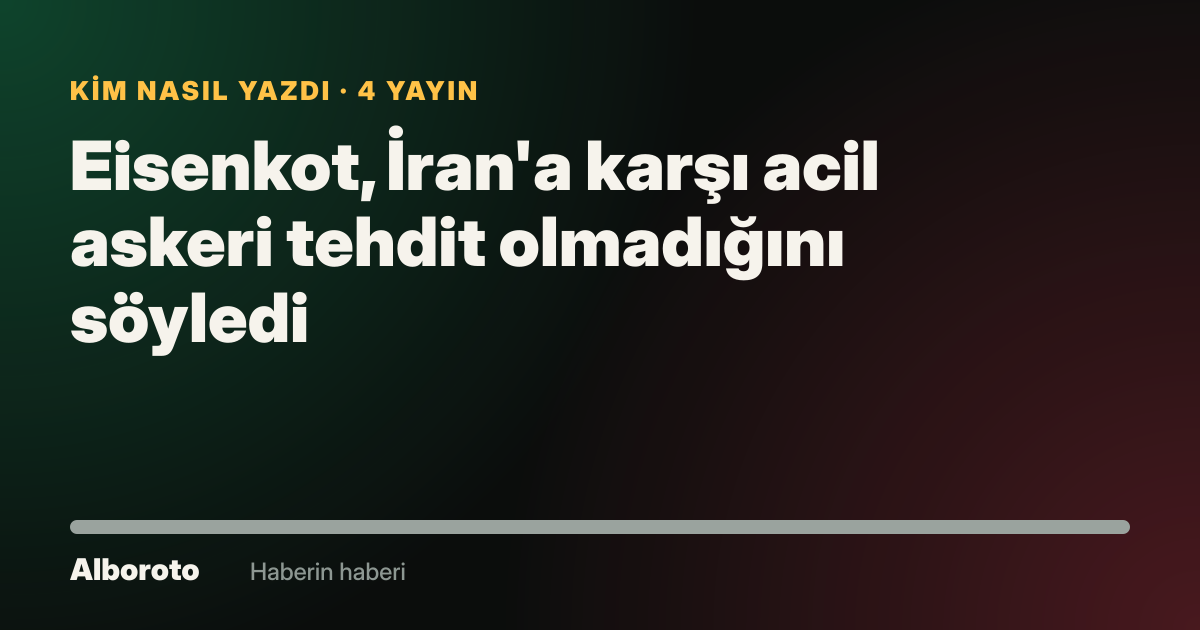 KİM NASIL YAZDI · 4 YAYIN
Eisenkot, İran'a karşı acil
askeri tehdit olmadığını
söyledi
Alboroto Haberin haberi